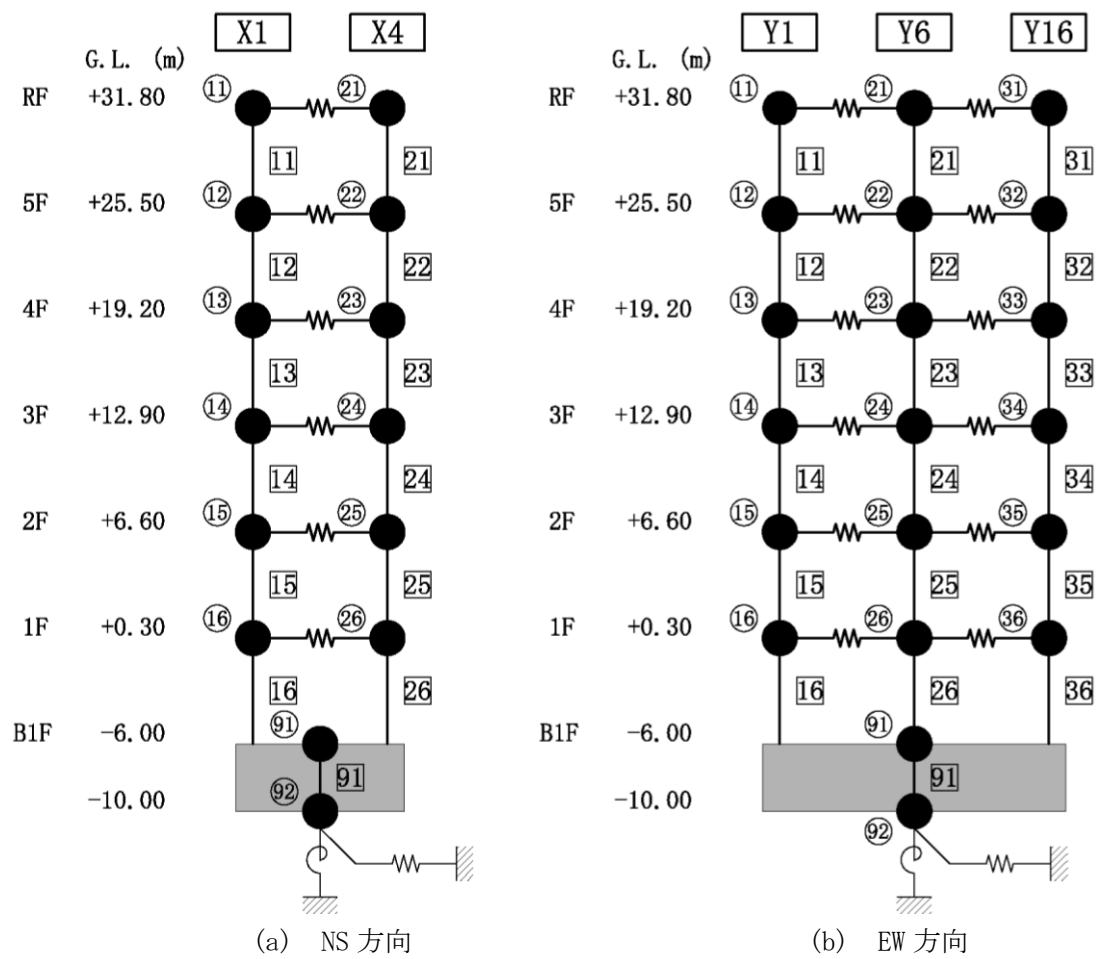 X1 X4 Y1 Y6 Y16
G.L. (m) G.L. (m)
RF +31.80 ⑪ ㉑ RF +31.80 ⑪ ㉑ ㉛
11 21 11 21 31
5F +25.50 ⑫ ㉒ 5F +25.50 ⑫ ㉒ ㉜
12 22 12 22 32
4F +19.20 ⑬ ㉓ 4F +19.20 ⑬ ㉓ ㉝
13 23 13 23 33
3F +12.90 ⑭ ㉔ 3F +12.90 ⑭ ㉔ ㉞
14 24 14 24 34
2F +6.60 ⑮ ㉕ 2F +6.60 ⑮ ㉕ ㉟
15 25 15 25 35
1F +0.30 ⑯ ㉖ 1F +0.30 ⑯ ㉖ ㊱
16 26 16 26 36
B1F -6.00 91 B1F -6.00 91
91 91
-10.00 92 -10.00 92
(a) NS 方向 (b) EW 方向